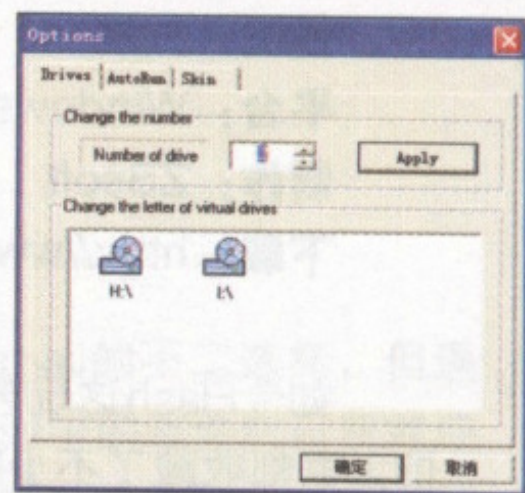 Options
Drives AutoRun Skin
Change the number
Number of drive
Apply
Change the letter of virtual drives
H:\ I:\
确定 取消